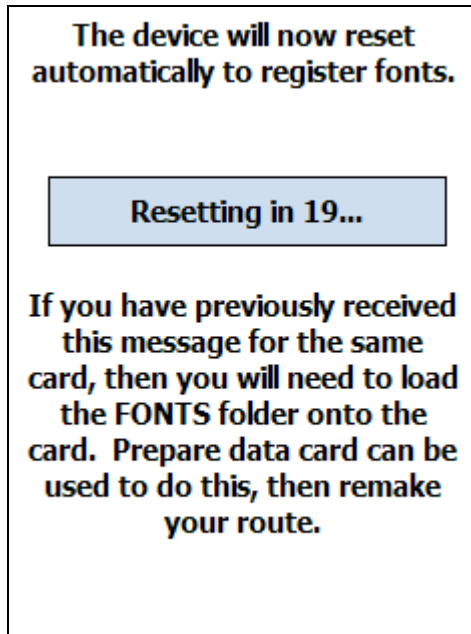 The device will now reset
automatically to register fonts.
Resetting in 19...
If you have previously received
this message for the same
card, then you will need to load
the FONTS folder onto the
card.  Prepare data card can be
used to do this, then remake
your route.